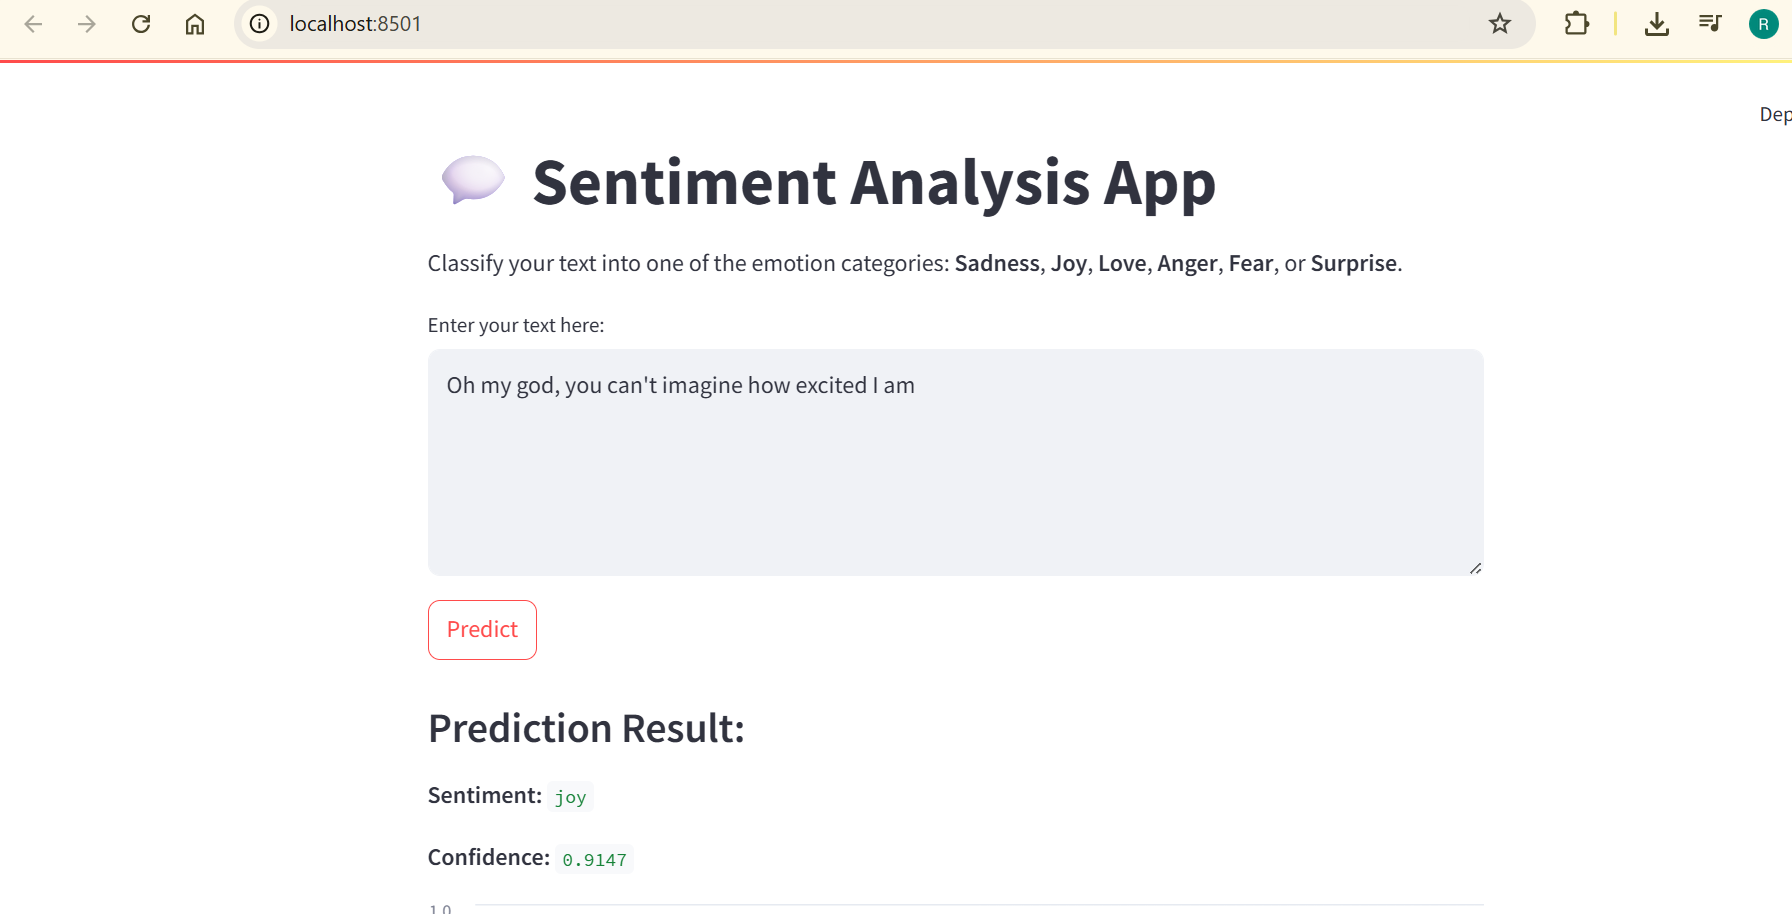 localhost:8501
R
Dep
Sentiment Analysis App
Classify your text into one of the emotion categories: Sadness, Joy, Love, Anger, Fear, or Surprise.
Enter your text here:
Oh my god, you can't imagine how excited I am
Predict
Prediction Result:
Sentiment: joy
Confidence: 0.9147
1.0